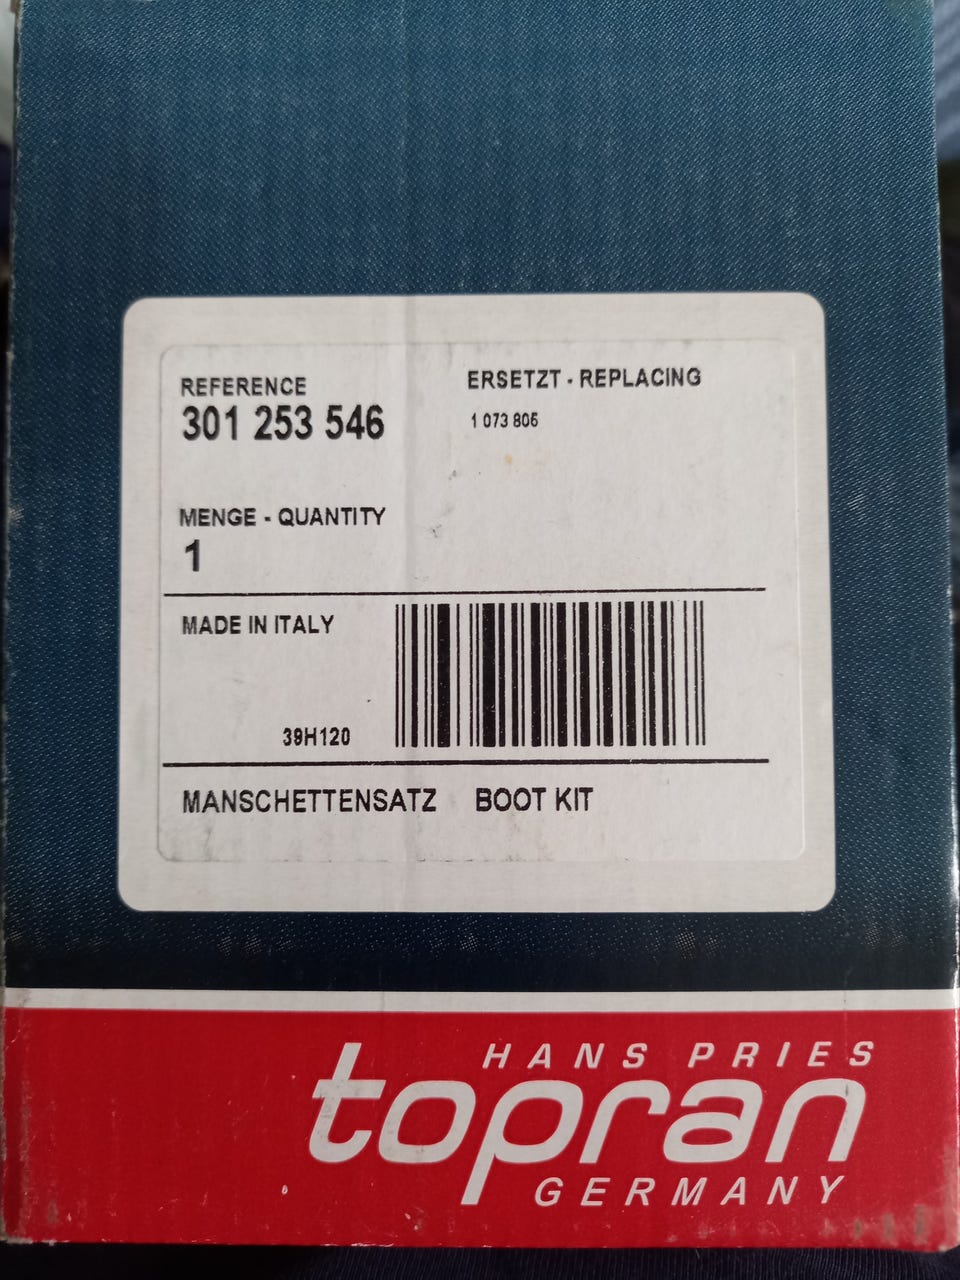 REFERENCE
301 253 546
ERSETZT - REPLACING
1 073 805
MENGE - QUANTITY
1
MADE IN ITALY
39H120
MANSCHETTENSATZ BOOT KIT
HANS PRIES
topran
GERMANY